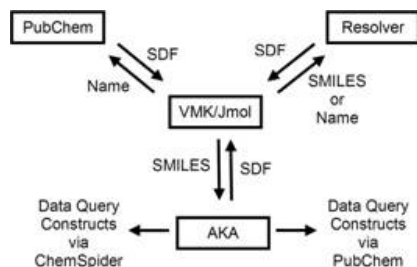 PubChem
Resolver
SDF
SDF
Name
SMILES
or
Name
VMK/Jmol
SMILES
SDF
Data Query
Constructs
via
ChemSpider
AKA
Data Query
Constructs
via
PubChem